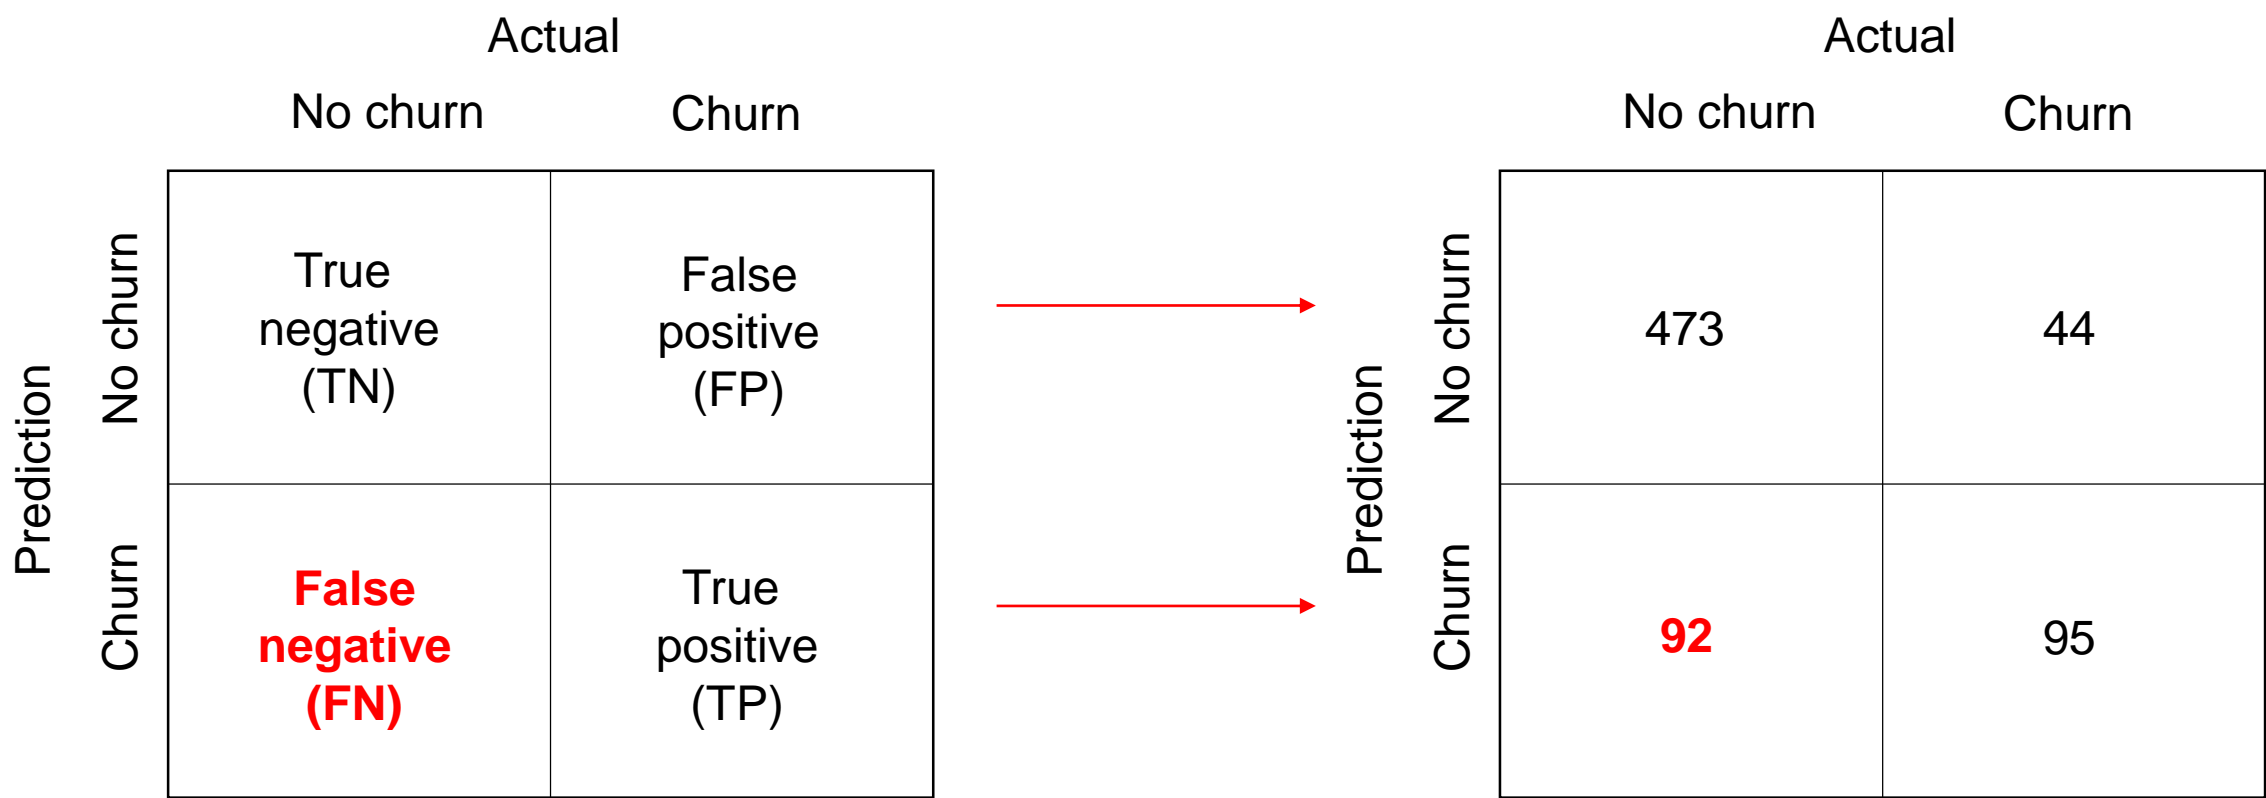 Actual
No churn Churn
Prediction
No churn
True
negative
(TN)
False
positive
(FP)
Churn
False
negative
(FN)
True
positive
(TP)
Actual
No churn Churn
Prediction
No churn
473 44
Churn
92 95